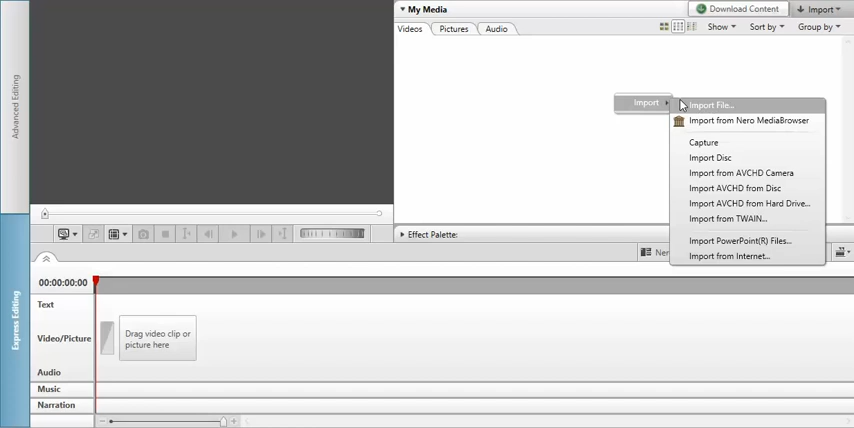 My Media
Download Content
Import
Videos
Pictures
Audio
Show
Sort by
Group by
Advanced Editing
Import
Import File...
Import from Nero MediaBrowser
Capture
Import Disc
Import from AVCHD Camera
Import AVCHD from Disc
Import AVCHD from Hard Drive...
Import from TWAIN...
Import PowerPoint(R) Files...
Import from Internet...
Effect Palette:
Ner
Express Editing
00:00:00:00
Text
Video/Picture
Drag video clip or
picture here
Audio
Music
Narration